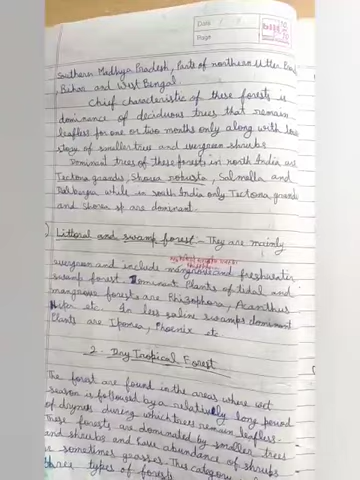 Date
Page
Southern Madhya Pradesh, Parts of northern Utter
Bihar and West Bengal
Chief characteristic of these forests is
dominance of deciduous trees that remain
leafless for one or two months only along with
story of smaller trees and evergreen shrubs
Dominant trees of these forests in north India are
Tectona grandis, Shorea robusta, Salmalia and
Dalbergia while in south India only Tectona, grandis
and Shorea sp are dominant.
Littoral and swamp forest - They are mainly
evergreen and include mangrove and freshwater
swamp forest. Dominant Plants of tidal and
mangrove forests are Rhizophora, Acanthus
Nipa etc. In less saline swamps dominant
Plants are Ipomea, Phoenix etc
2. Dry Tropical Forest
The forest are found in the areas where wet
season is followed by a relatively long period
of dryness during which trees remain leafless.
These forests are dominated by smaller trees
and shrubs and have abundance of shrubs
sometimes grasses. This category
three types of forests